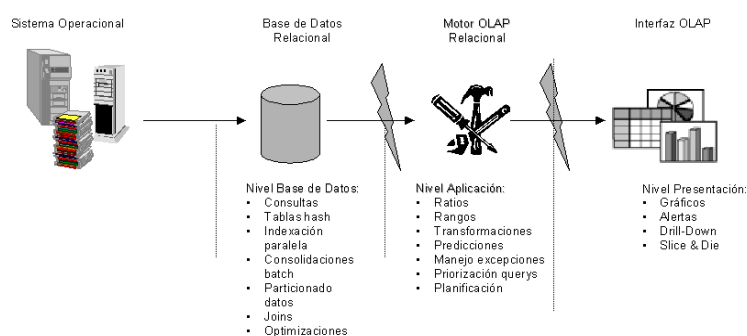 Sistema Operacional
Base de Datos
Relacional
Motor OLAP
Relacional
Interfaz OLAP
Nivel Base de Datos:
• Consultas
• Tablas hash
• Indexación
paralela
• Consolidaciones
batch
• Particionado
datos
• Joins
• Optimizaciones
Nivel Aplicación:
• Ratios
• Rangos
• Transformaciones
• Predicciones
• Manejo excepciones
• Priorización querys
• Planificación
Nivel Presentación:
• Gráficos
• Alertas
• Drill-Down
• Slice & Die